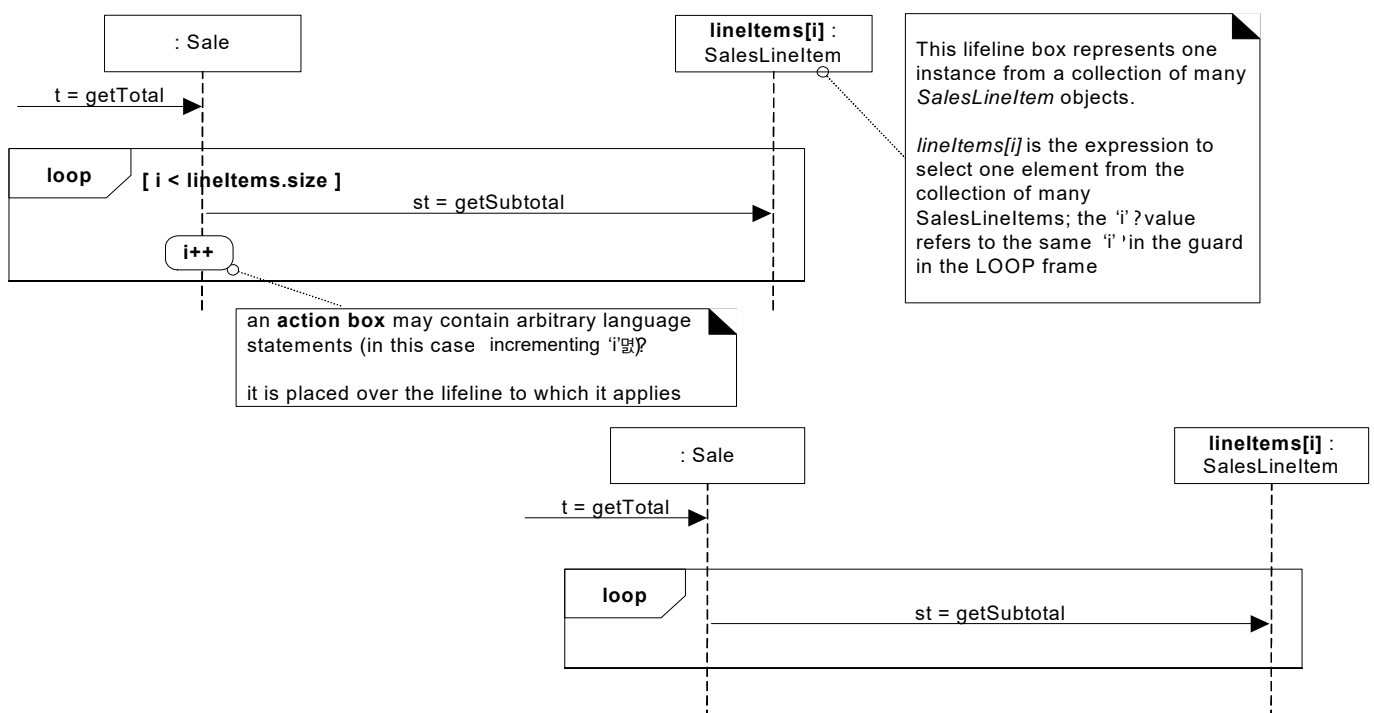 : Sale
lineItems[i] :
SalesLineItem
t = getTotal
This lifeline box represents one
instance from a collection of many
SalesLineItem objects.
lineItems[i] is the expression to
select one element from the
collection of many
SalesLineItems; the ‘i’ ? value
refers to the same ‘i’ ' in the guard
in the LOOP frame
loop
[ i < lineItems.size ]
st = getSubtotal
i++
an action box may contain arbitrary language
statements (in this case incrementing ‘i’)?
it is placed over the lifeline to which it applies
: Sale
lineItems[i] :
SalesLineItem
t = getTotal
loop
st = getSubtotal